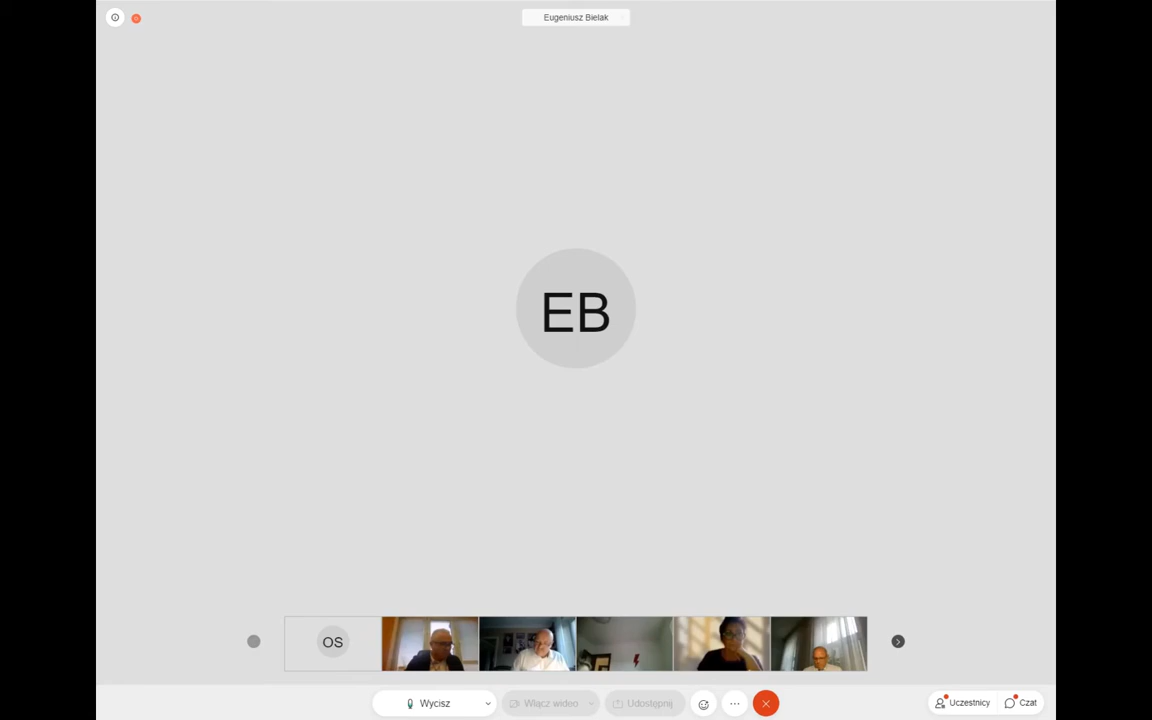 Eugeniusz Bielak
EB
OS
Wycisz
Włącz wideo
Udostępnij
Uczestnicy
Czat